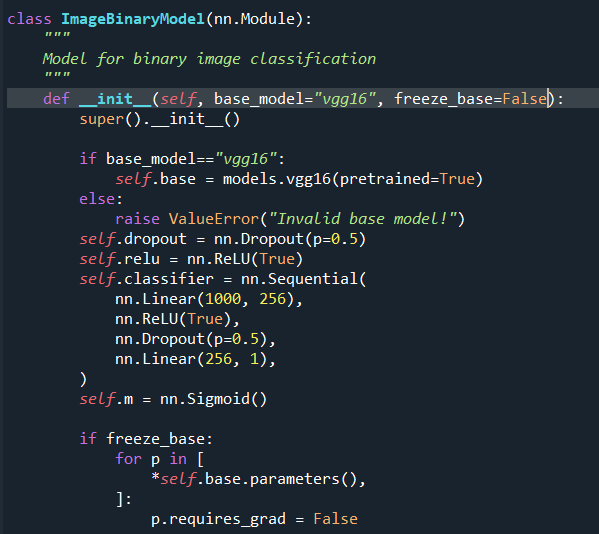 class ImageBinaryModel(nn.Module):
    """
    Model for binary image classification
    """
    def __init__(self, base_model="vgg16", freeze_base=False):
        super().__init__()

        if base_model=="vgg16":
            self.base = models.vgg16(pretrained=True)
        else:
            raise ValueError("Invalid base model!")
        self.dropout = nn.Dropout(p=0.5)
        self.relu = nn.ReLU(True)
        self.classifier = nn.Sequential(
            nn.Linear(1000, 256),
            nn.ReLU(True),
            nn.Dropout(p=0.5),
            nn.Linear(256, 1),
        )
        self.m = nn.Sigmoid()

        if freeze_base:
            for p in [
                *self.base.parameters(),
            ]:
                p.requires_grad = False